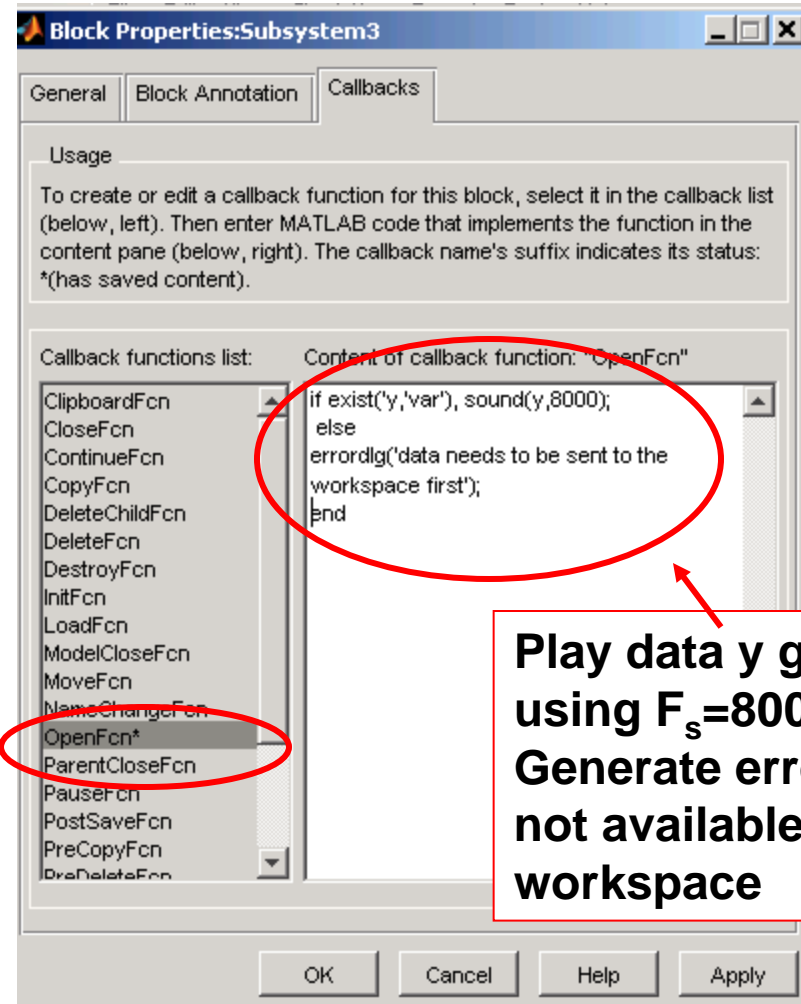 Block Properties:Subsystem3
General
Block Annotation
Callbacks
Usage
To create or edit a callback function for this block, select it in the callback list
(below, left). Then enter MATLAB code that implements the function in the
content pane (below, right). The callback name's suffix indicates its status:
*(has saved content).
Callback functions list:
Content of callback function: "OpenFcn"
ClipboardFcn
CloseFcn
ContinueFcn
CopyFcn
DeleteChildFcn
DeleteFcn
DestroyFcn
InitFcn
LoadFcn
ModelCloseFcn
MoveFcn
NameChangeFcn
OpenFcn*
ParentCloseFcn
PauseFcn
PostSaveFcn
PreCopyFcn
PreDeleteFcn
if exist('y,'var'), sound(y,8000);
else
errordlg('data needs to be sent to the
workspace first');
end
Play data y g
using Fs=800
Generate erro
not available
workspace
OK
Cancel
Help
Apply